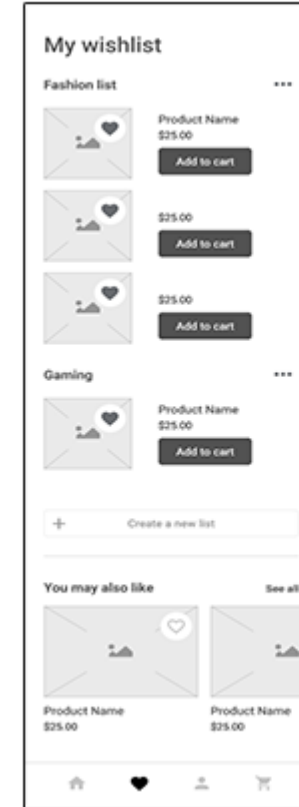 My wishlist
Fashion list
Product Name
$25.00
Add to cart
$25.00
Add to cart
$25.00
Add to cart
Gaming
Product Name
$25.00
Add to cart
Create a new list
You may also like
See all
Product Name
$25.00
Product Name
$25.00